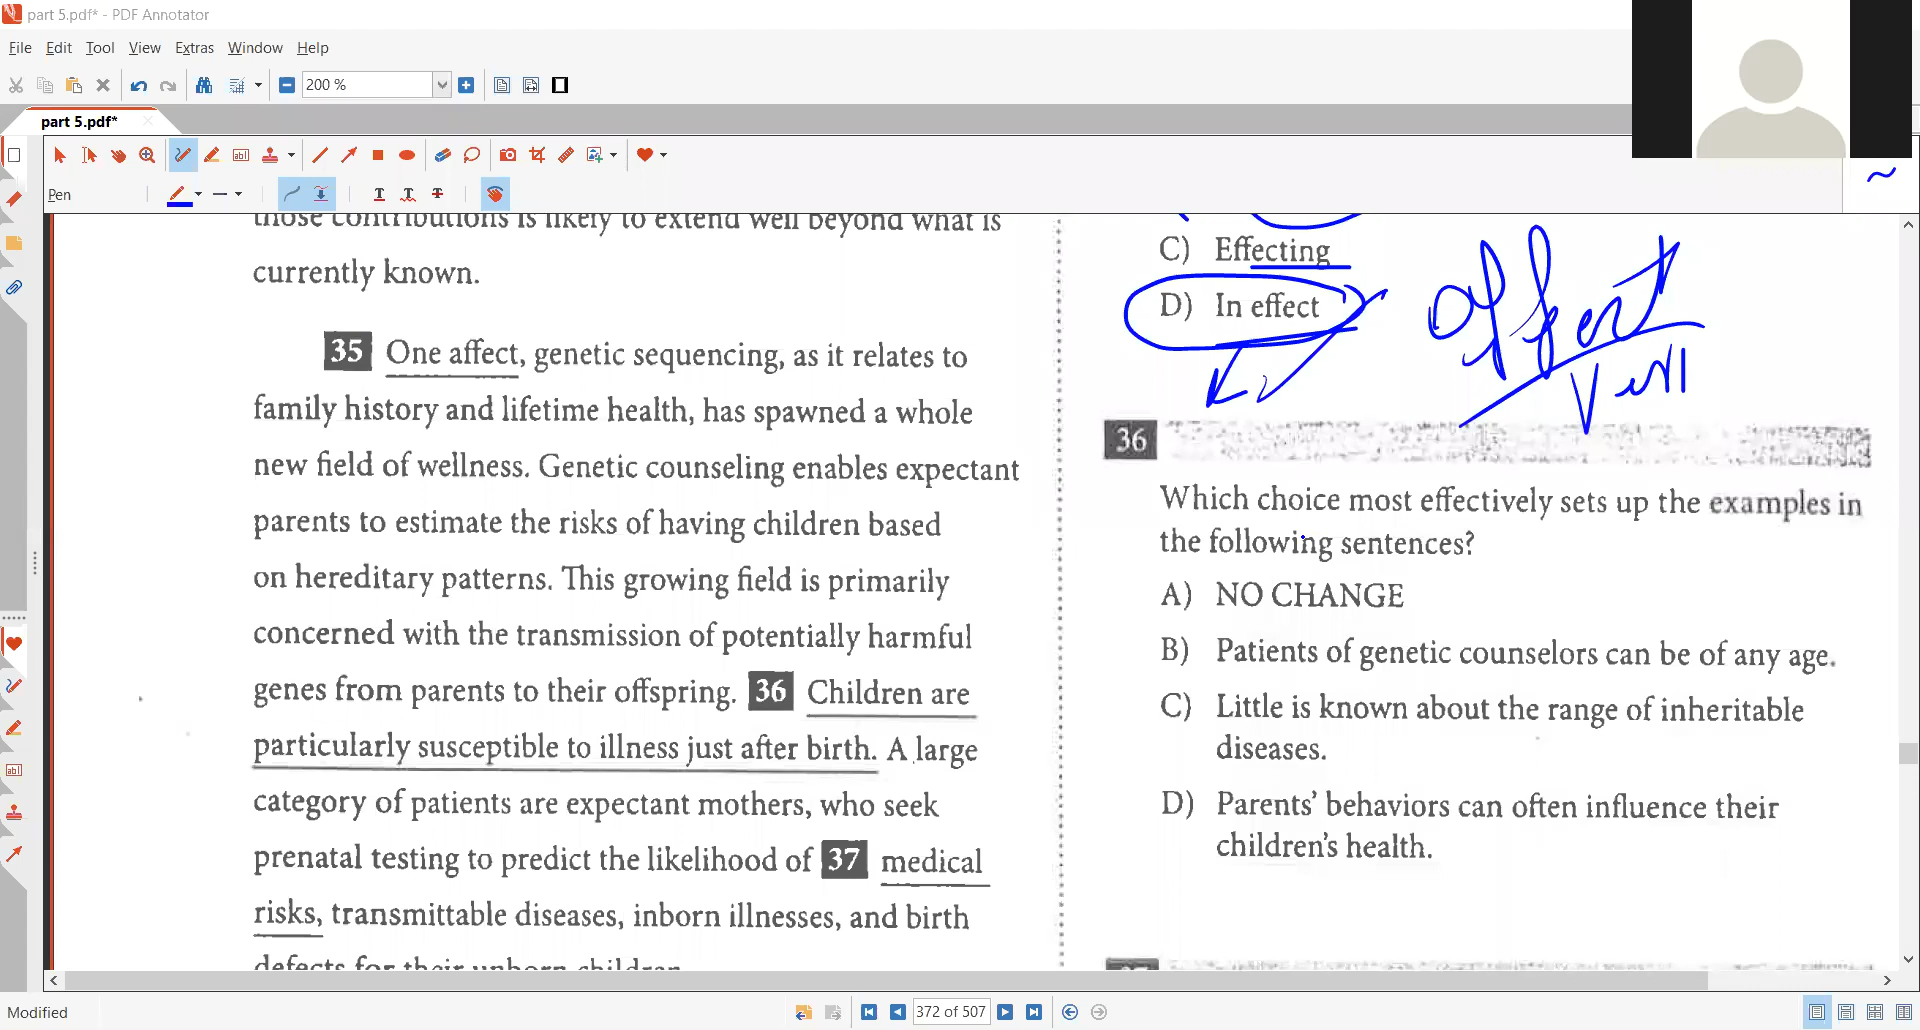 part 5.pdf* - PDF Annotator
File Edit Tool View Extras Window Help
200 %
part 5.pdf*
Pen
those contributions is likely to extend well beyond what is
currently known.
35 One affect, genetic sequencing, as it relates to
family history and lifetime health, has spawned a whole
new field of wellness. Genetic counseling enables expectant
parents to estimate the risks of having children based
on hereditary patterns. This growing field is primarily
concerned with the transmission of potentially harmful
genes from parents to their offspring. 36 Children are
particularly susceptible to illness just after birth. A large
category of patients are expectant mothers, who seek
prenatal testing to predict the likelihood of 37 medical
risks, transmittable diseases, inborn illnesses, and birth
defects for their unborn children.
C) Effecting
D) In effect
36
Which choice most effectively sets up the examples in
the following sentences?
A) NO CHANGE
B) Patients of genetic counselors can be of any age.
C) Little is known about the range of inheritable
diseases.
D) Parents' behaviors can often influence their
children's health.
Modified
372 of 507